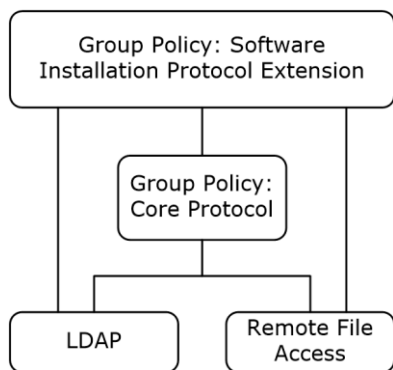 Group Policy: Software
Installation Protocol Extension
Group Policy:
Core Protocol
LDAP
Remote File
Access